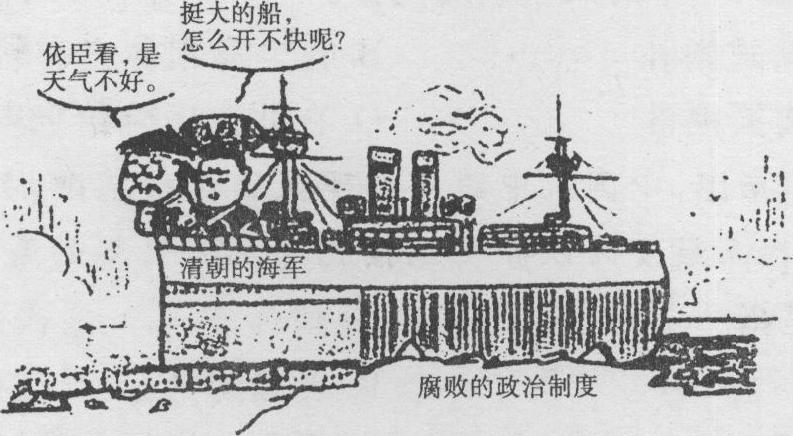 挺大的船，
怎么开不快呢？
依臣看，是
天气不好。
清朝的海军
腐败的政治制度